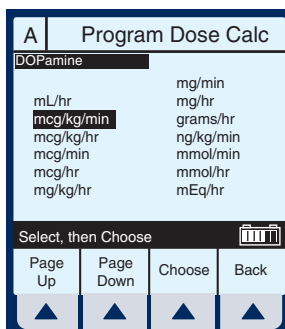 A Program Dose Calc
DOPamine
mL/hr
mcg/kg/min
mcg/kg/hr
mcg/min
mcg/hr
mg/kg/hr
mg/min
mg/hr
grams/hr
ng/kg/min
mmol/min
mmol/hr
mEq/hr
Select, then Choose
Page Up
Page Down
Choose
Back